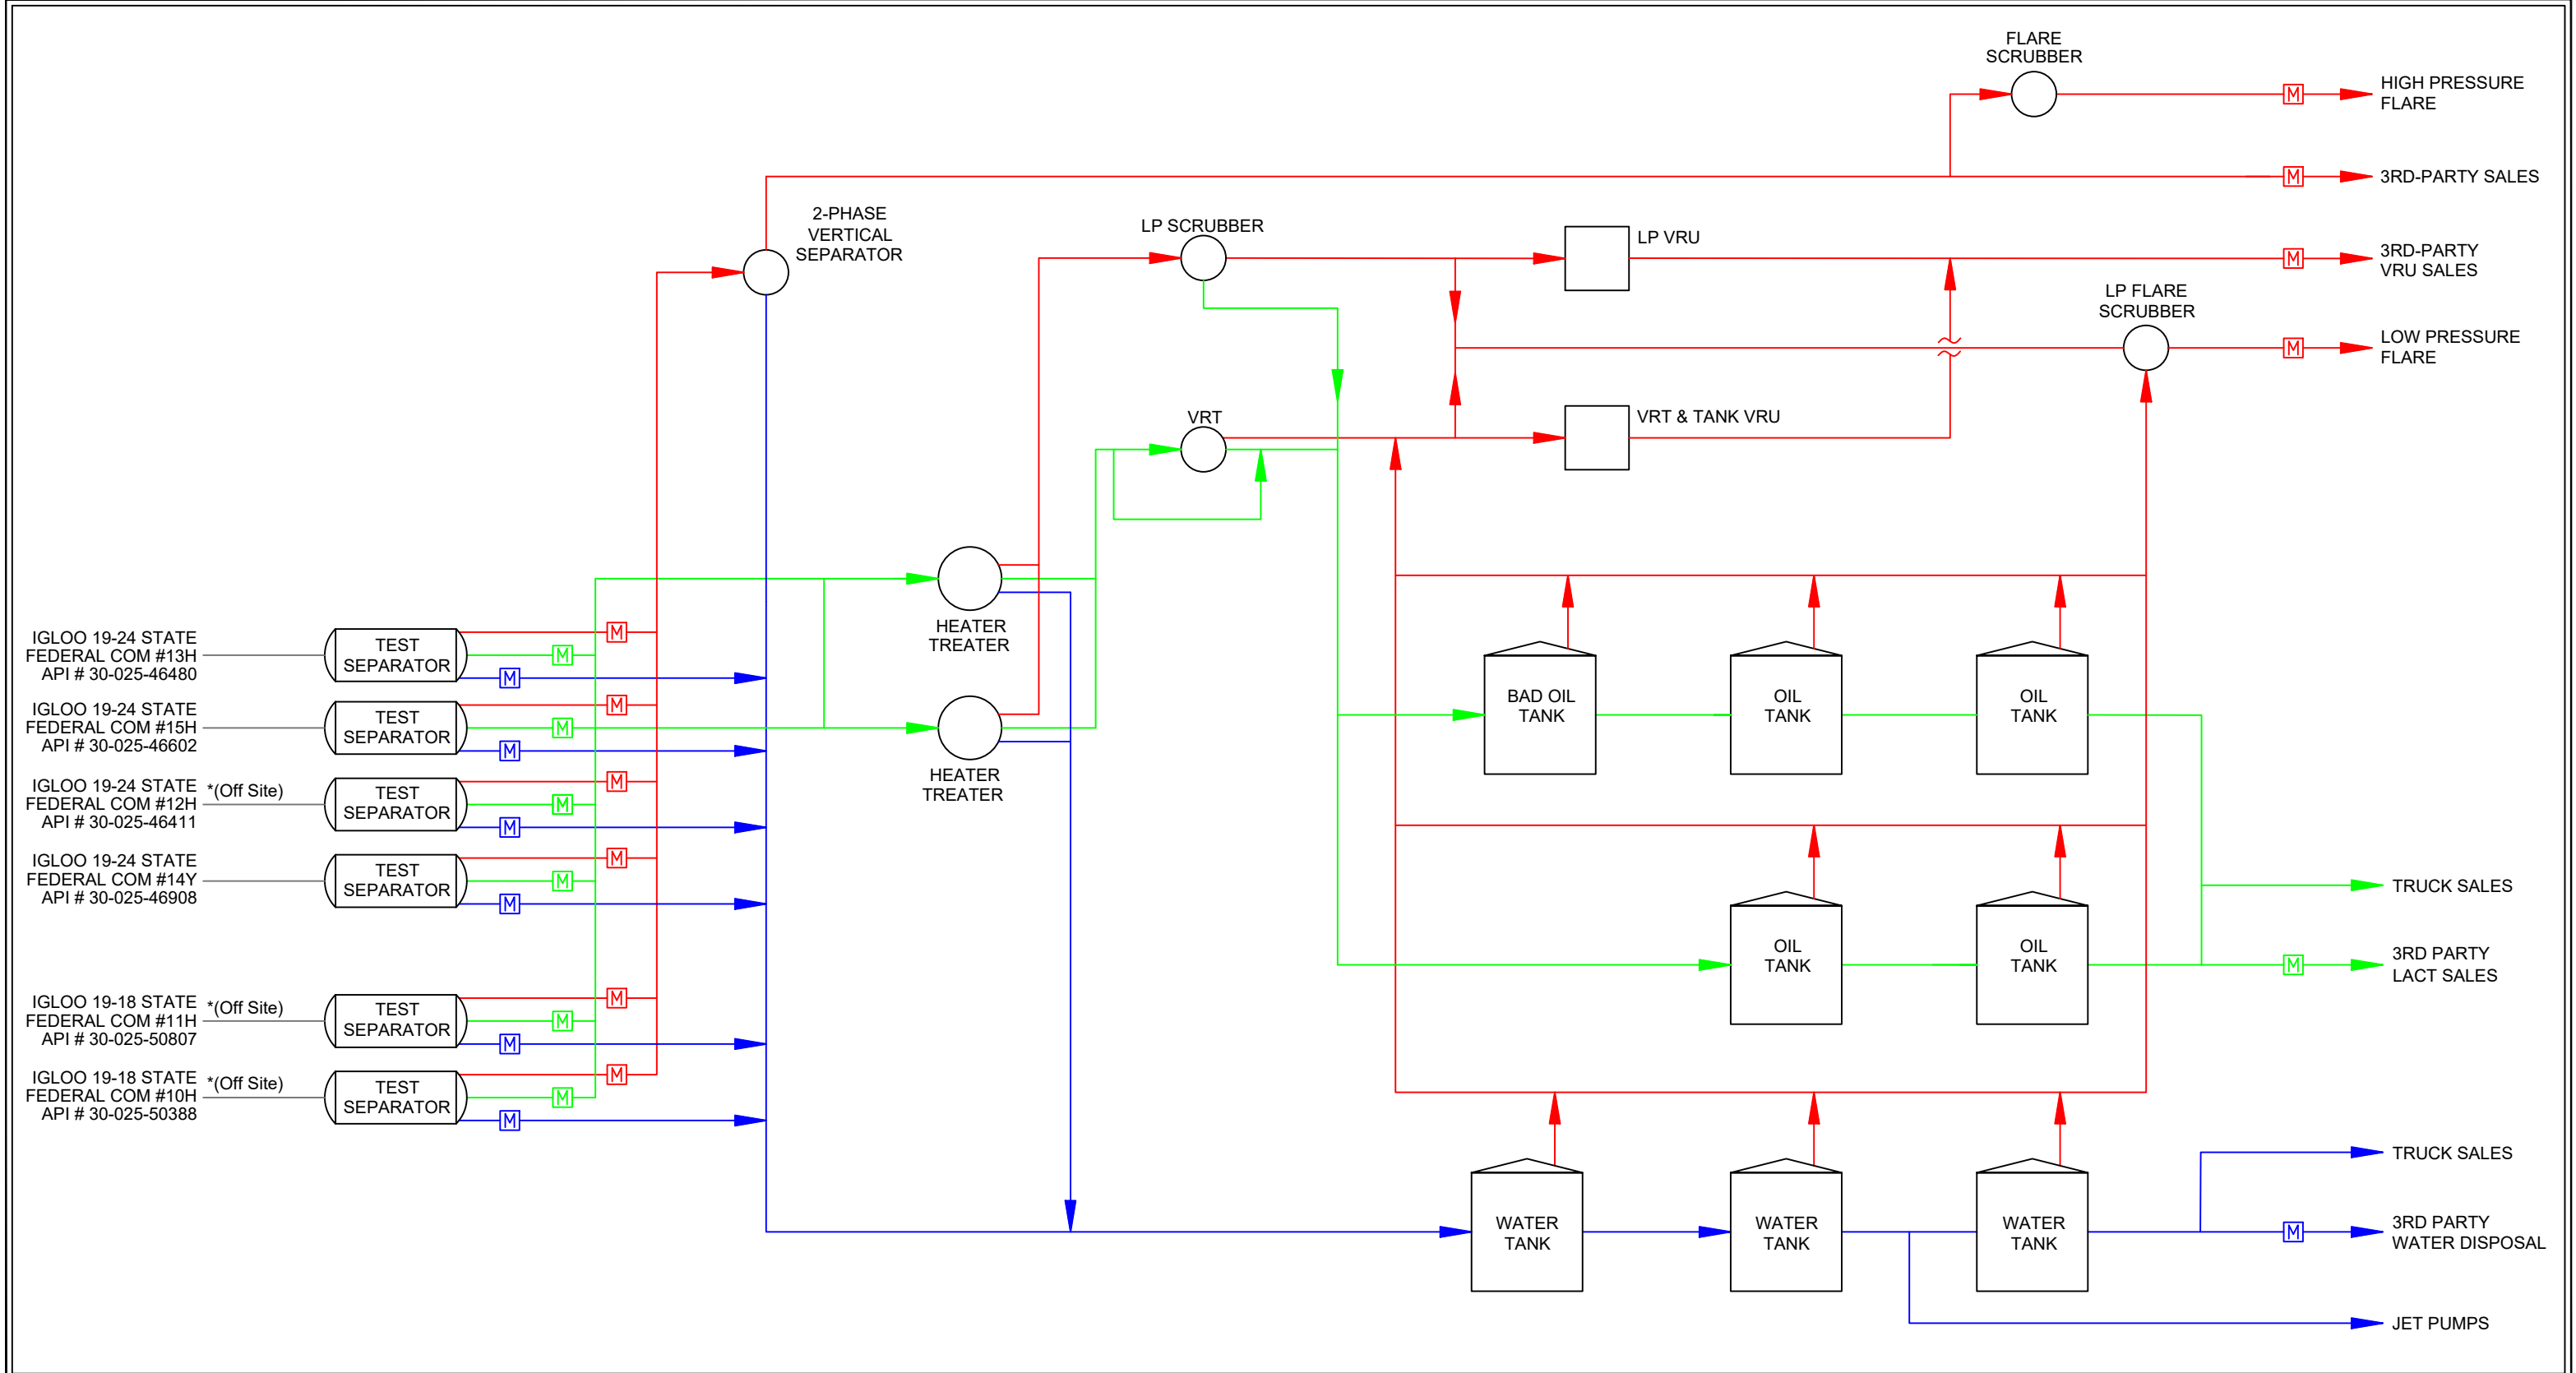 FLARE
SCRUBBER
M
HIGH PRESSURE
FLARE
M
3RD-PARTY SALES
2-PHASE
VERTICAL
SEPARATOR
LP SCRUBBER
LP VRU
M
3RD-PARTY
VRU SALES
LP FLARE
SCRUBBER
M
LOW PRESSURE
FLARE
VRT
VRT & TANK VRU
HEATER
TREATER
HEATER
TREATER
IGLOO 19-24 STATE
FEDERAL COM #13H
API # 30-025-46480
TEST
SEPARATOR
M
M
M
IGLOO 19-24 STATE
FEDERAL COM #15H
API # 30-025-46602
TEST
SEPARATOR
M
M
M
IGLOO 19-24 STATE
FEDERAL COM #12H
API # 30-025-46411
*(Off Site)
TEST
SEPARATOR
M
M
M
IGLOO 19-24 STATE
FEDERAL COM #14Y
API # 30-025-46908
TEST
SEPARATOR
M
M
M
IGLOO 19-18 STATE
FEDERAL COM #11H
API # 30-025-50807
*(Off Site)
TEST
SEPARATOR
M
M
M
IGLOO 19-18 STATE
FEDERAL COM #10H
API # 30-025-50388
*(Off Site)
TEST
SEPARATOR
M
M
M
BAD OIL
TANK
OIL
TANK
OIL
TANK
TRUCK SALES
OIL
TANK
OIL
TANK
M
3RD PARTY
LACT SALES
TRUCK SALES
WATER
TANK
WATER
TANK
WATER
TANK
M
3RD PARTY
WATER DISPOSAL
JET PUMPS